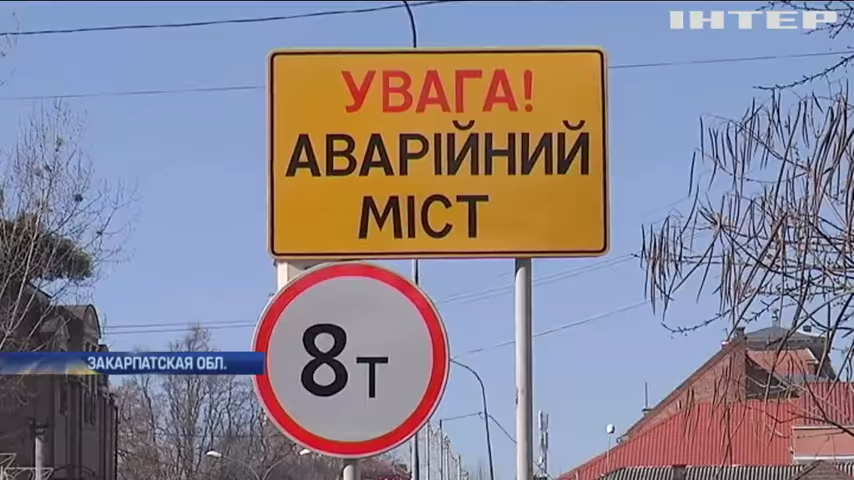 ІНТЕР
УВАГА!
АВАРІЙНИЙ
МІСТ
8т
ЗАКАРПАТСКАЯ ОБЛ.